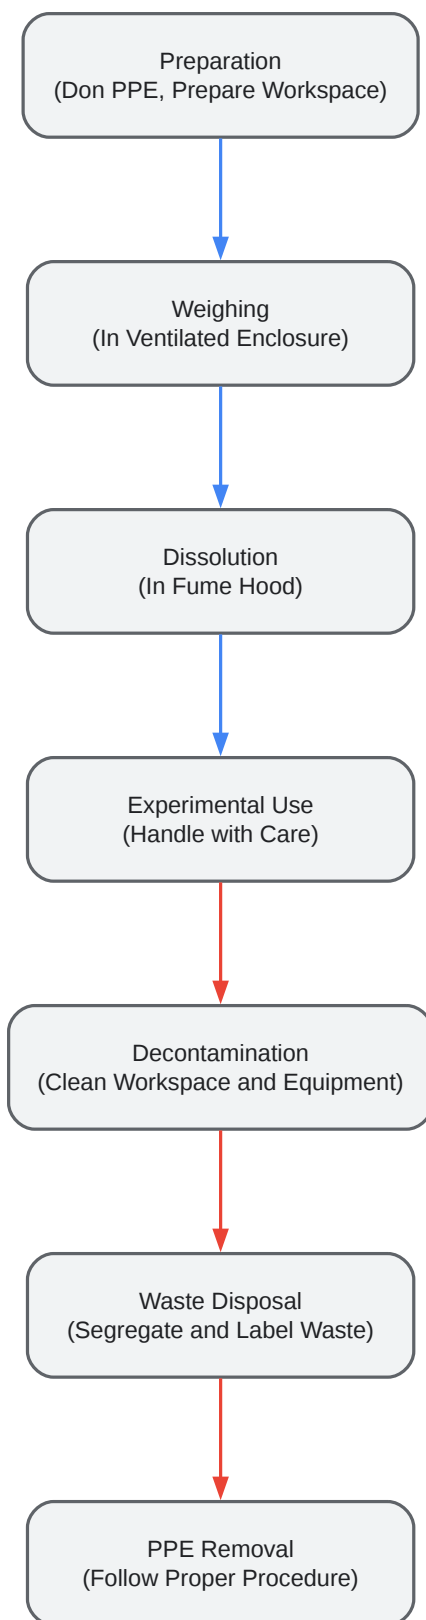 Preparation
(Don PPE, Prepare Workspace)
Weighing
(In Ventilated Enclosure)
Dissolution
(In Fume Hood)
Experimental Use
(Handle with Care)
Decontamination
(Clean Workspace and Equipment)
Waste Disposal
(Segregate and Label Waste)
PPE Removal
(Follow Proper Procedure)